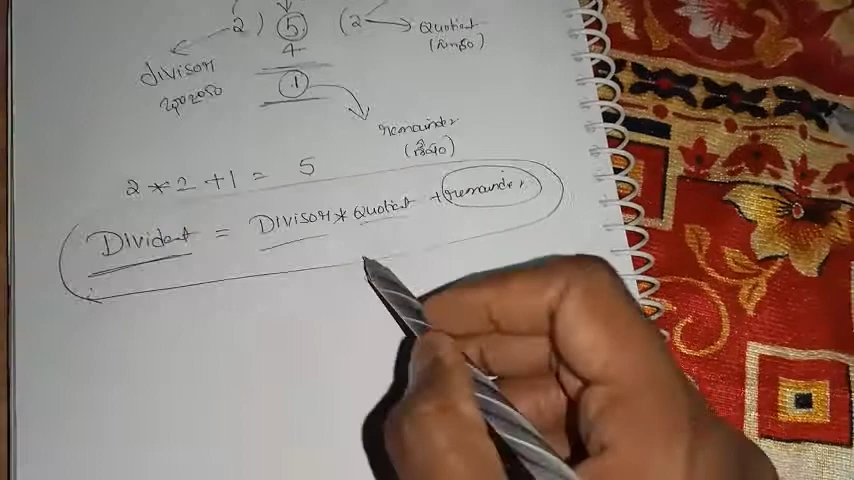 2) 5 (2 Quotient
4
divisor
1
remainder
2 * 2 + 1 = 5
Divident = Divisor * Quotient + remainder